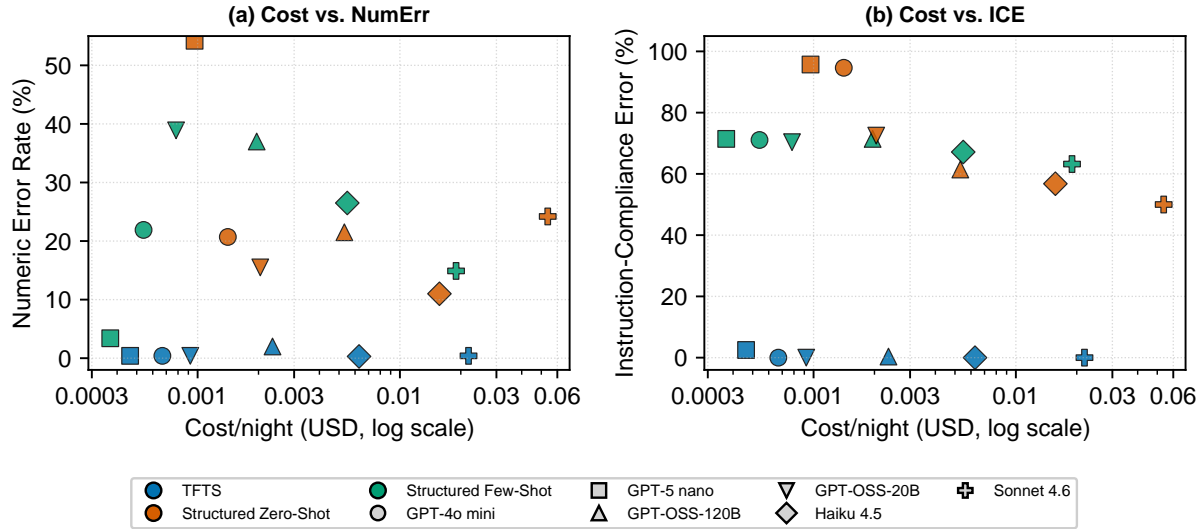 (a) Cost vs. NumErr
Numeric Error Rate (%)
50
40
30
20
10
0
0.0003
0.001
0.003
0.01
0.06
Cost/night (USD, log scale)
(b) Cost vs. ICE
Instruction-Compliance Error (%)
100
80
60
40
20
0
0.0003
0.001
0.003
0.01
0.06
Cost/night (USD, log scale)
TFTS
Structured Few-Shot
GPT-5 nano
GPT-OSS-20B
Sonnet 4.6
Structured Zero-Shot
GPT-4o mini
GPT-OSS-120B
Haiku 4.5